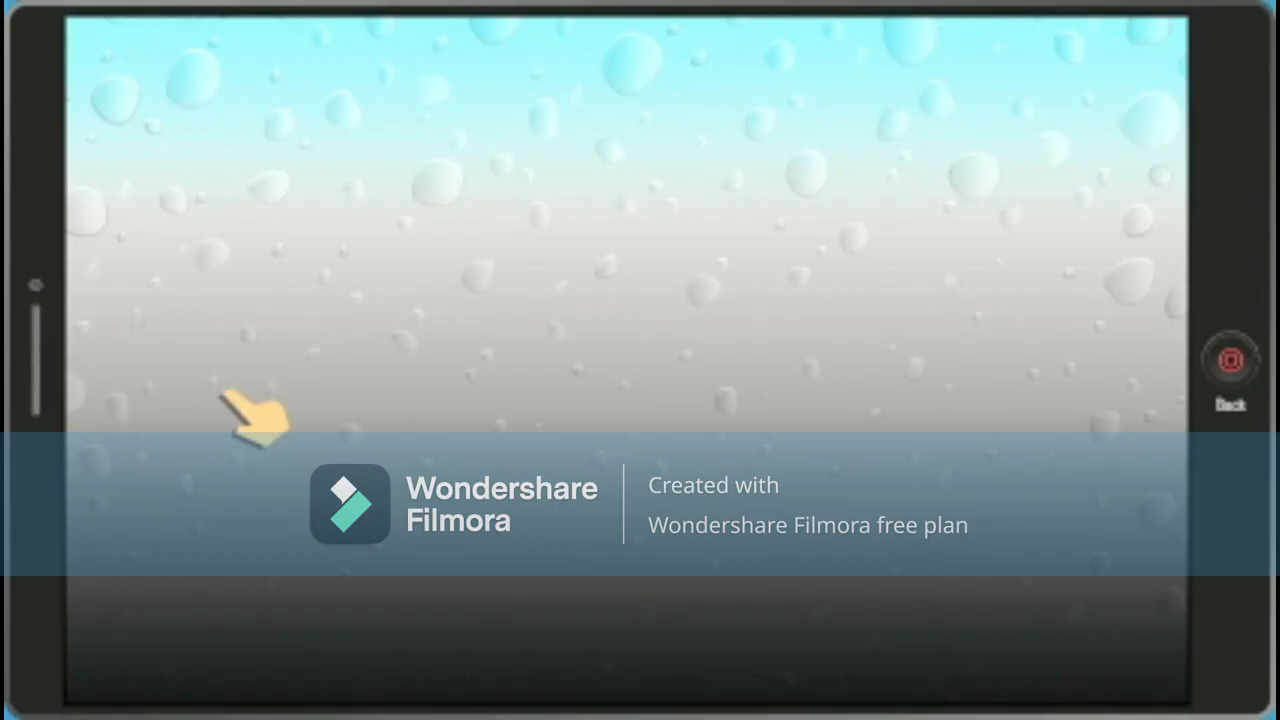 Back
Wondershare
Filmora
Created with
Wondershare Filmora free plan